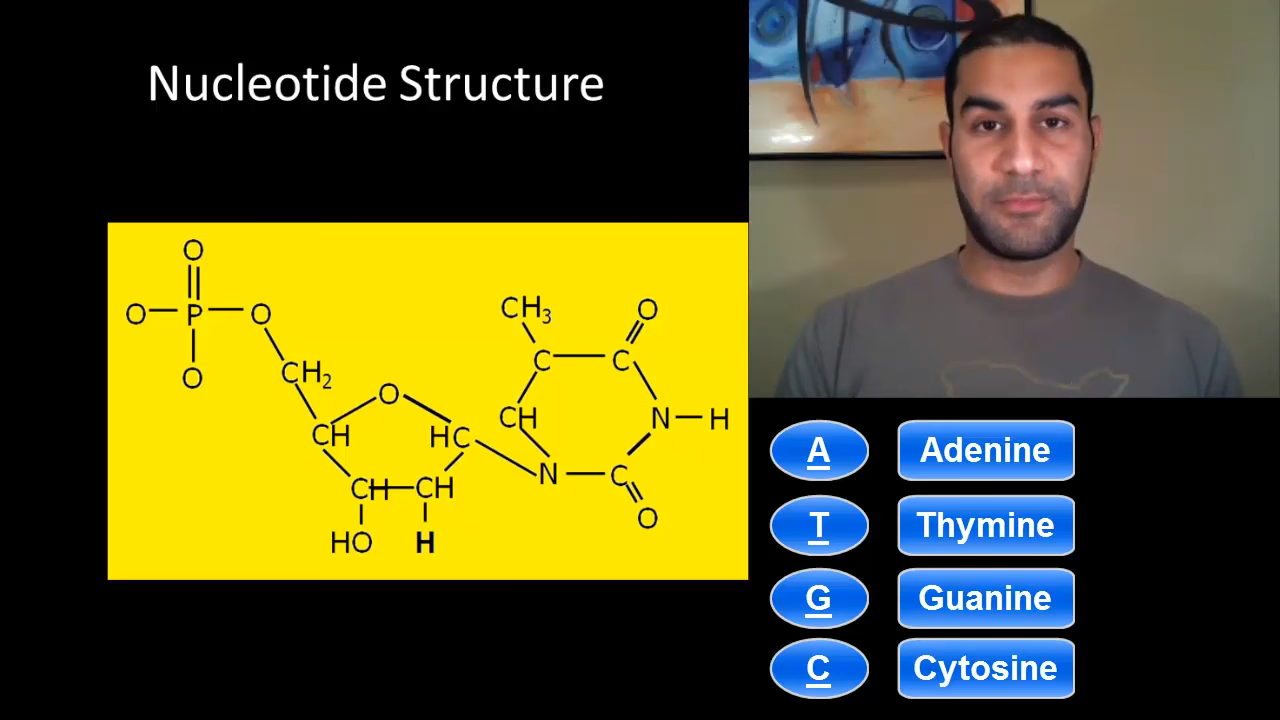 Nucleotide Structure
O
O P O
O
CH2
O
CH HC
CH CH
HO H
CH3 O
C C
CH N H
N C
O
A Adenine
T Thymine
G Guanine
C Cytosine